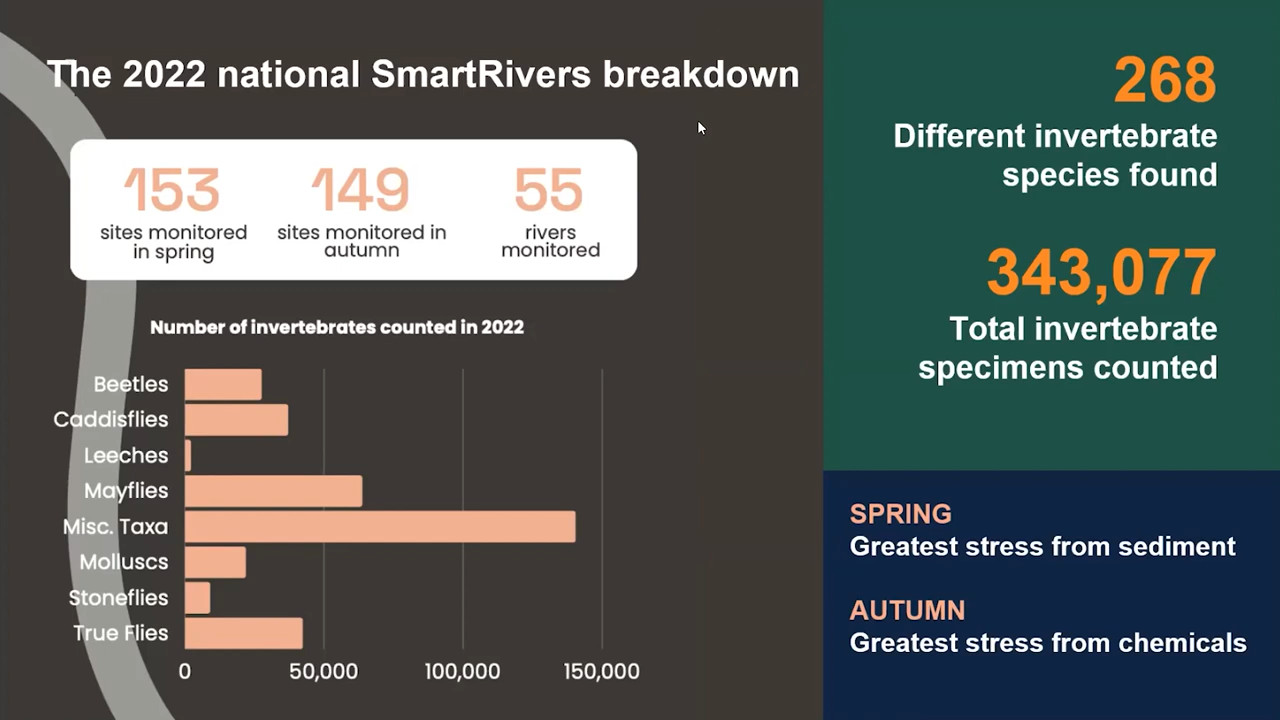 The 2022 national SmartRivers breakdown
153
sites monitored
in spring
149
sites monitored in
autumn
55
rivers
monitored
Number of invertebrates counted in 2022
Beetles
Caddisflies
Leeches
Mayflies
Misc. Taxa
Molluscs
Stoneflies
True Flies
0 50,000 100,000 150,000
268
Different invertebrate
species found
343,077
Total invertebrate
specimens counted
SPRING
Greatest stress from sediment
AUTUMN
Greatest stress from chemicals